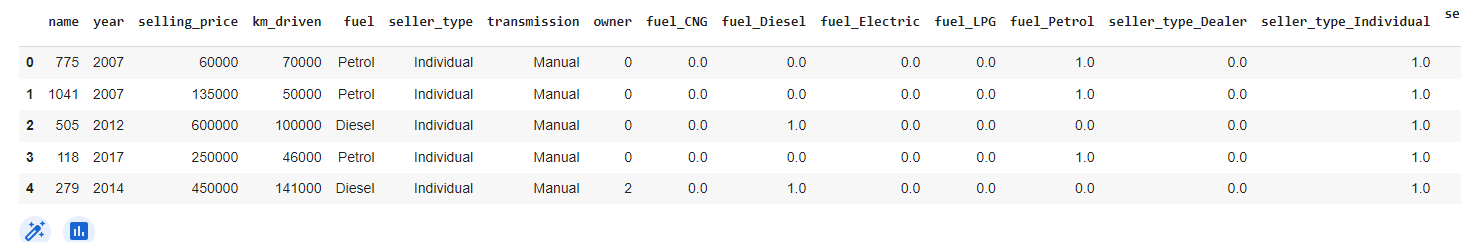 name year selling_price km_driven fuel seller_type transmission owner fuel_CNG fuel_Diesel fuel_Electric fuel_LPG fuel_Petrol seller_type_Dealer seller_type_Individual se
0 775 2007 60000 70000 Petrol Individual Manual 0 0.0 0.0 0.0 0.0 1.0 0.0 1.0
1 1041 2007 135000 50000 Petrol Individual Manual 0 0.0 0.0 0.0 0.0 1.0 0.0 1.0
2 505 2012 600000 100000 Diesel Individual Manual 0 0.0 1.0 0.0 0.0 0.0 0.0 1.0
3 118 2017 250000 46000 Petrol Individual Manual 0 0.0 0.0 0.0 0.0 1.0 0.0 1.0
4 279 2014 450000 141000 Diesel Individual Manual 2 0.0 1.0 0.0 0.0 0.0 0.0 1.0